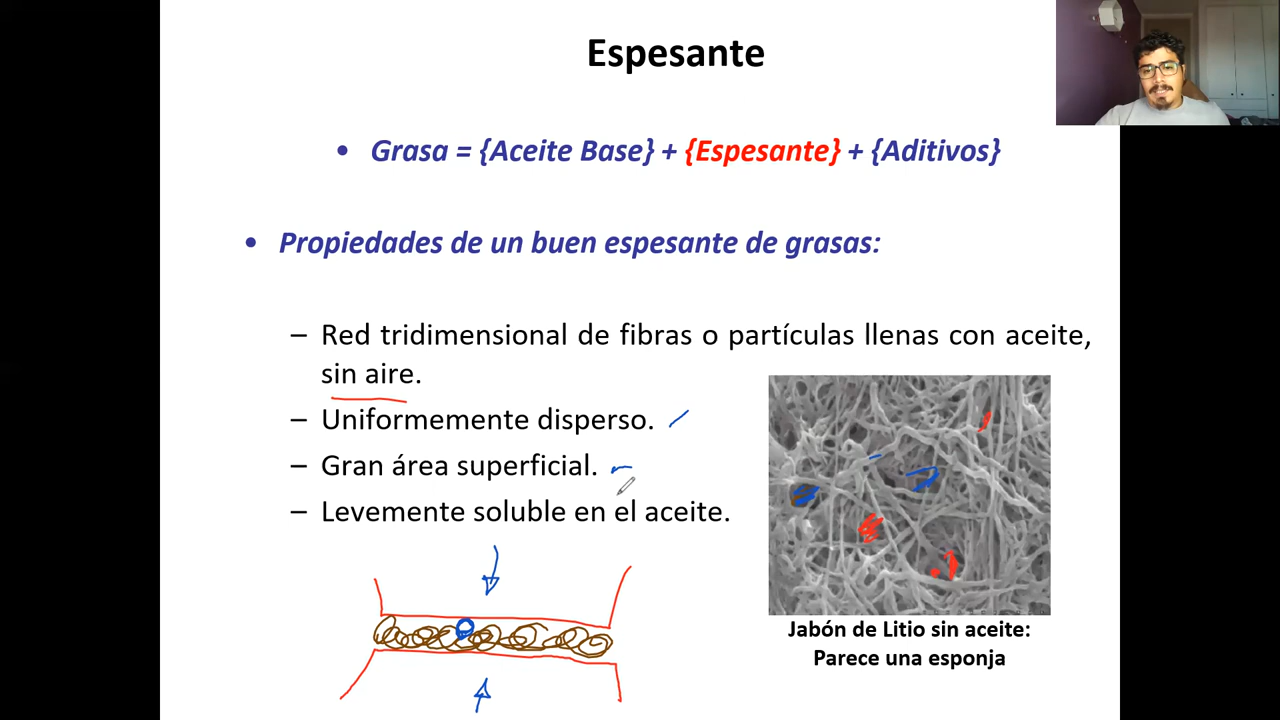 Espesante
• Grasa = {Aceite Base} + {Espesante} + {Aditivos}
• Propiedades de un buen espesante de grasas:
– Red tridimensional de fibras o partículas llenas con aceite,
sin aire.
– Uniformemente disperso.
– Gran área superficial.
– Levemente soluble en el aceite.
Jabón de Litio sin aceite:
Parece una esponja